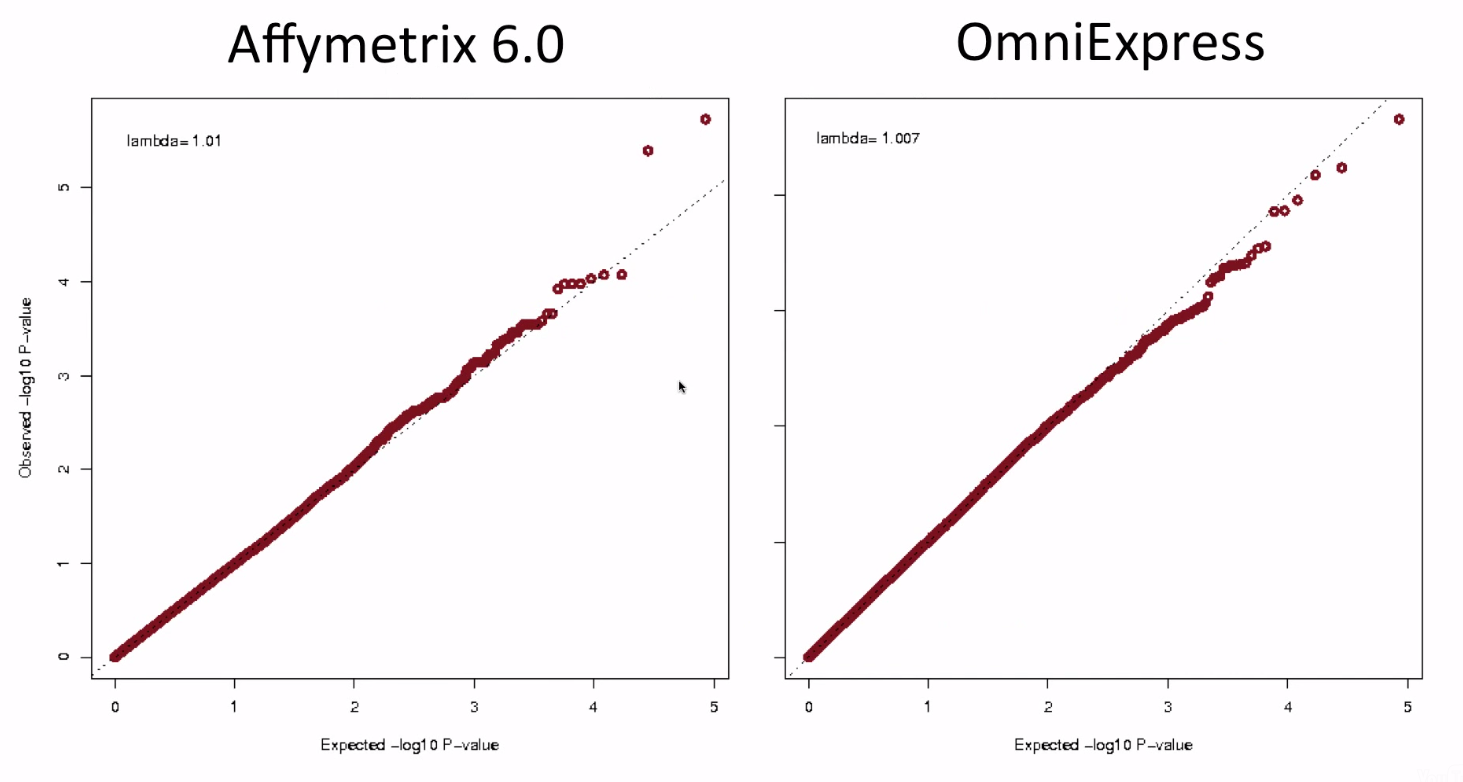 Affymetrix 6.0
OmniExpress
lambda= 1.01
lambda= 1.007
Observed −log10 P−value
5
4
3
2
1
0
0 1 2 3 4 5
0 1 2 3 4 5
Expected −log10 P−value
Expected −log10 P−value